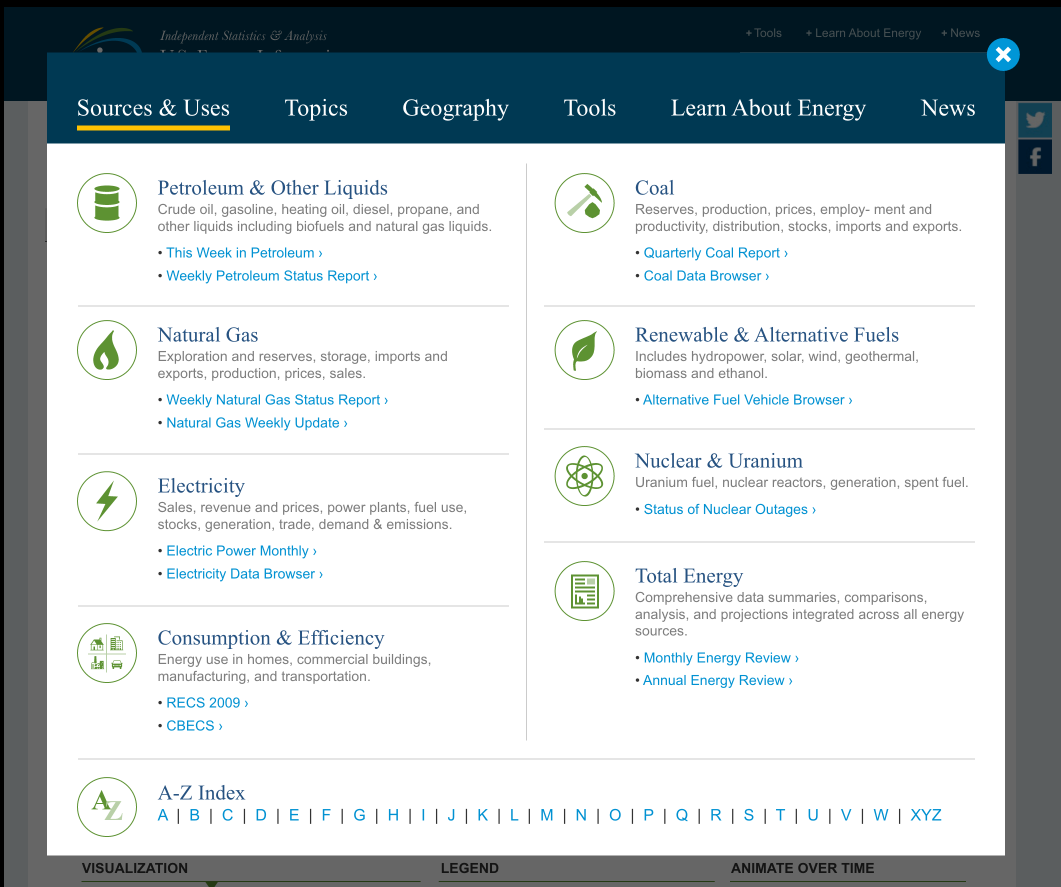 Independent Statistics & Analysis
+ Tools
+ Learn About Energy
+ News
Sources & Uses
Topics
Geography
Tools
Learn About Energy
News
Petroleum & Other Liquids
Crude oil, gasoline, heating oil, diesel, propane, and
other liquids including biofuels and natural gas liquids.
• This Week in Petroleum ›
• Weekly Petroleum Status Report ›
Natural Gas
Exploration and reserves, storage, imports and
exports, production, prices, sales.
• Weekly Natural Gas Status Report ›
• Natural Gas Weekly Update ›
Electricity
Sales, revenue and prices, power plants, fuel use,
stocks, generation, trade, demand & emissions.
• Electric Power Monthly ›
• Electricity Data Browser ›
Consumption & Efficiency
Energy use in homes, commercial buildings,
manufacturing, and transportation.
• RECS 2009 ›
• CBECS ›
Coal
Reserves, production, prices, employ- ment and
productivity, distribution, stocks, imports and exports.
• Quarterly Coal Report ›
• Coal Data Browser ›
Renewable & Alternative Fuels
Includes hydropower, solar, wind, geothermal,
biomass and ethanol.
• Alternative Fuel Vehicle Browser ›
Nuclear & Uranium
Uranium fuel, nuclear reactors, generation, spent fuel.
• Status of Nuclear Outages ›
Total Energy
Comprehensive data summaries, comparisons,
analysis, and projections integrated across all energy
sources.
• Monthly Energy Review ›
• Annual Energy Review ›
AZ
A-Z Index
A | B | C | D | E | F | G | H | I | J | K | L | M | N | O | P | Q | R | S | T | U | V | W | XYZ
VISUALIZATION
LEGEND
ANIMATE OVER TIME